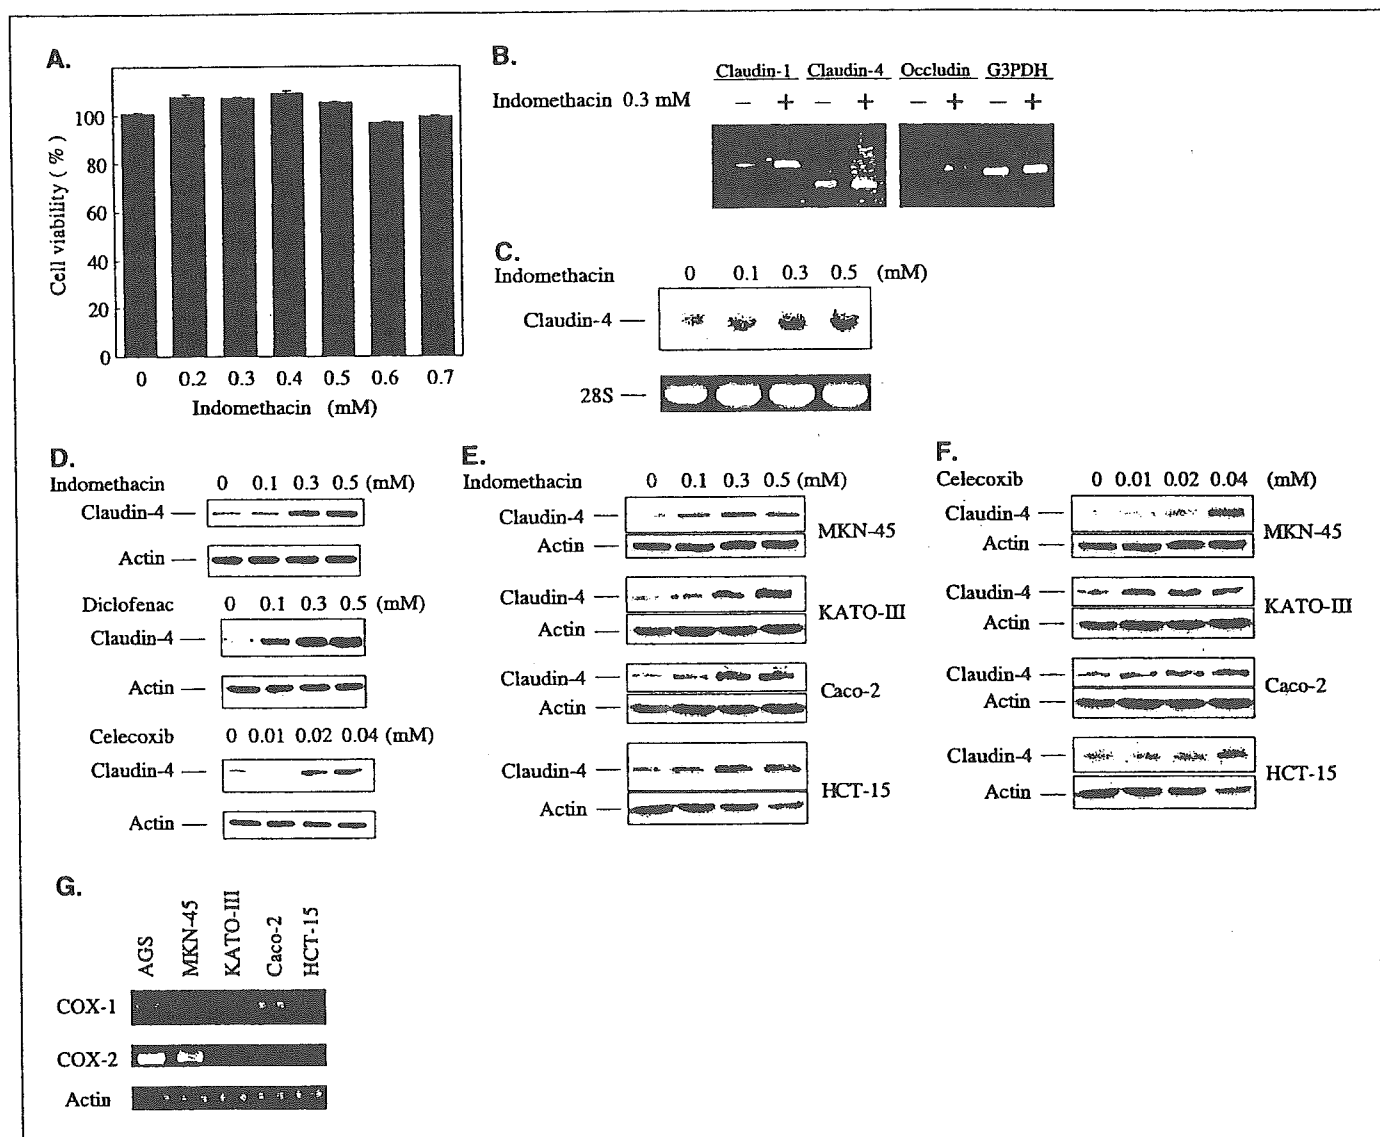 A.
Cell viability ( % )
100
80
60
40
20
0
0 0.2 0.3 0.4 0.5 0.6 0.7
Indomethacin (mM)
B.
Claudin-1 Claudin-4 Occludin G3PDH
Indomethacin 0.3 mM − + − + − + − +
C.
Indomethacin 0 0.1 0.3 0.5 (mM)
Claudin-4
28S
D.
Indomethacin 0 0.1 0.3 0.5 (mM)
Claudin-4
Actin
Diclofenac 0 0.1 0.3 0.5 (mM)
Claudin-4
Actin
Celecoxib 0 0.01 0.02 0.04 (mM)
Claudin-4
Actin
E.
Indomethacin 0 0.1 0.3 0.5 (mM)
Claudin-4
MKN-45
Actin
Claudin-4
KATO-III
Actin
Claudin-4
Caco-2
Actin
Claudin-4
HCT-15
Actin
F.
Celecoxib 0 0.01 0.02 0.04 (mM)
Claudin-4
MKN-45
Actin
Claudin-4
KATO-III
Actin
Claudin-4
Caco-2
Actin
Claudin-4
HCT-15
Actin
G.
AGS MKN-45 KATO-III Caco-2 HCT-15
COX-1
COX-2
Actin